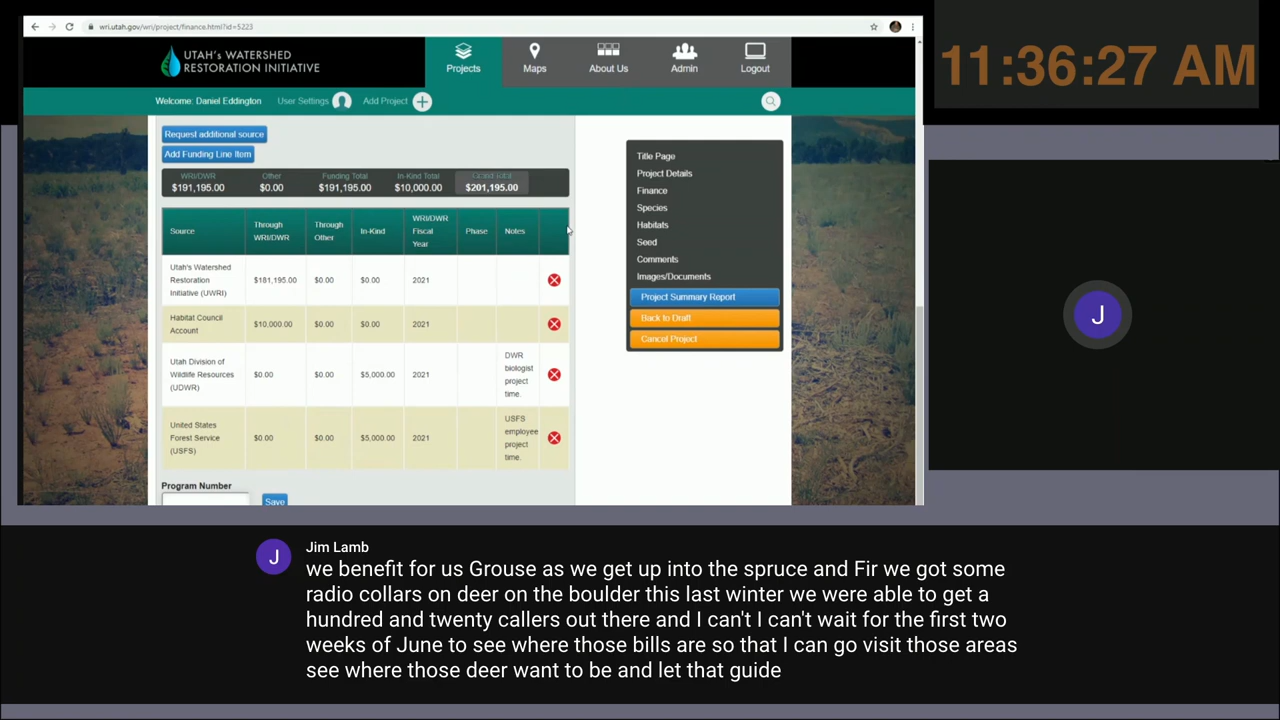 wri.utah.gov/wri/project/finance.html?id=5223
11:36:27 AM
UTAH'S WATERSHED
RESTORATION INITIATIVE
Projects
Maps
About Us
Admin
Logout
Welcome: Daniel Eddington
User Settings
Add Project
Request additional source
Add Funding Line Item
WRI/DWR Other Funding Total In-Kind Total Grand Total
$191,195.00 $0.00 $191,195.00 $10,000.00 $201,195.00
Source
Through
WRI/DWR
Through
Other
In-Kind
WRI/DWR
Fiscal
Year
Phase
Notes
Utah's Watershed
Restoration
Initiative (UWRI)
$181,195.00 $0.00 $0.00 2021
Habitat Council
Account
$10,000.00 $0.00 $0.00 2021
Utah Division of
Wildlife Resources
(UDWR)
$0.00 $0.00 $5,000.00 2021
DWR
biologist
project
time.
United States
Forest Service
(USFS)
$0.00 $0.00 $5,000.00 2021
USFS
employee
project
time.
Program Number
Save
Title Page
Project Details
Finance
Species
Habitats
Seed
Comments
Images/Documents
Project Summary Report
Back to Draft
Cancel Project
J
J
Jim Lamb
we benefit for us Grouse as we get up into the spruce and Fir we got some
radio collars on deer on the boulder this last winter we were able to get a
hundred and twenty callers out there and I can't I can't wait for the first two
weeks of June to see where those bills are so that I can go visit those areas
see where those deer want to be and let that guide